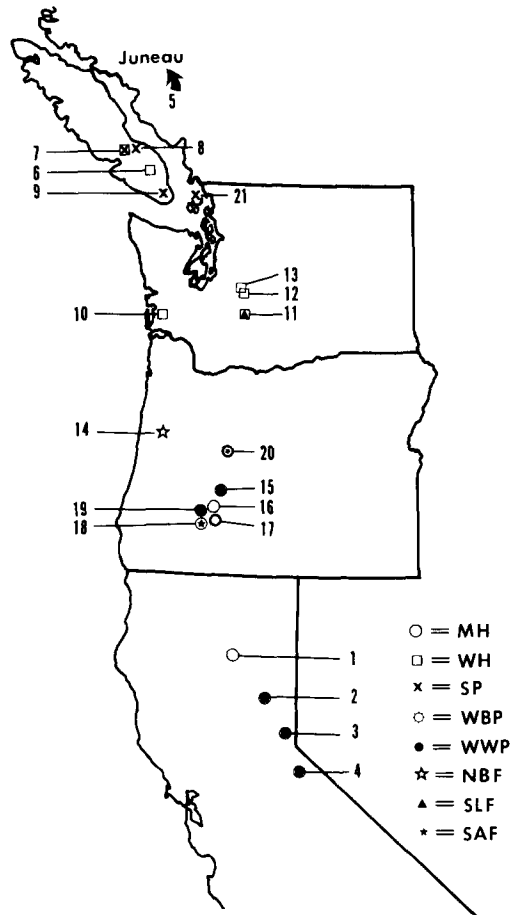 Juneau
5
7
8
6
9
21
13
12
10
11
14
20
15
19
16
18
17
1
2
3
4
= MH
= WH
= SP
= WBP
= WWP
= NBF
= SLF
= SAF